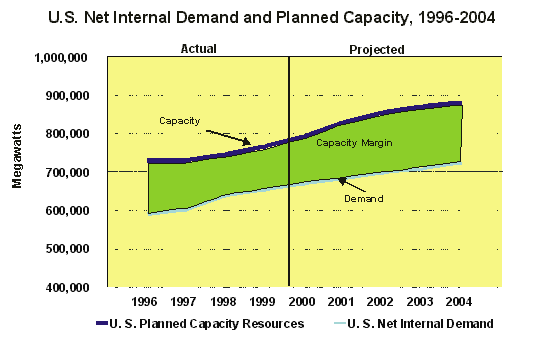 U.S. Net Internal Demand and Planned Capacity, 1996-2004
Actual Projected
1,000,000
900,000
800,000
700,000
600,000
500,000
400,000
Megawatts
Capacity
Capacity Margin
Demand
1996 1997 1998 1999 2000 2001 2002 2003 2004
U. S. Planned Capacity Resources U. S. Net Internal Demand